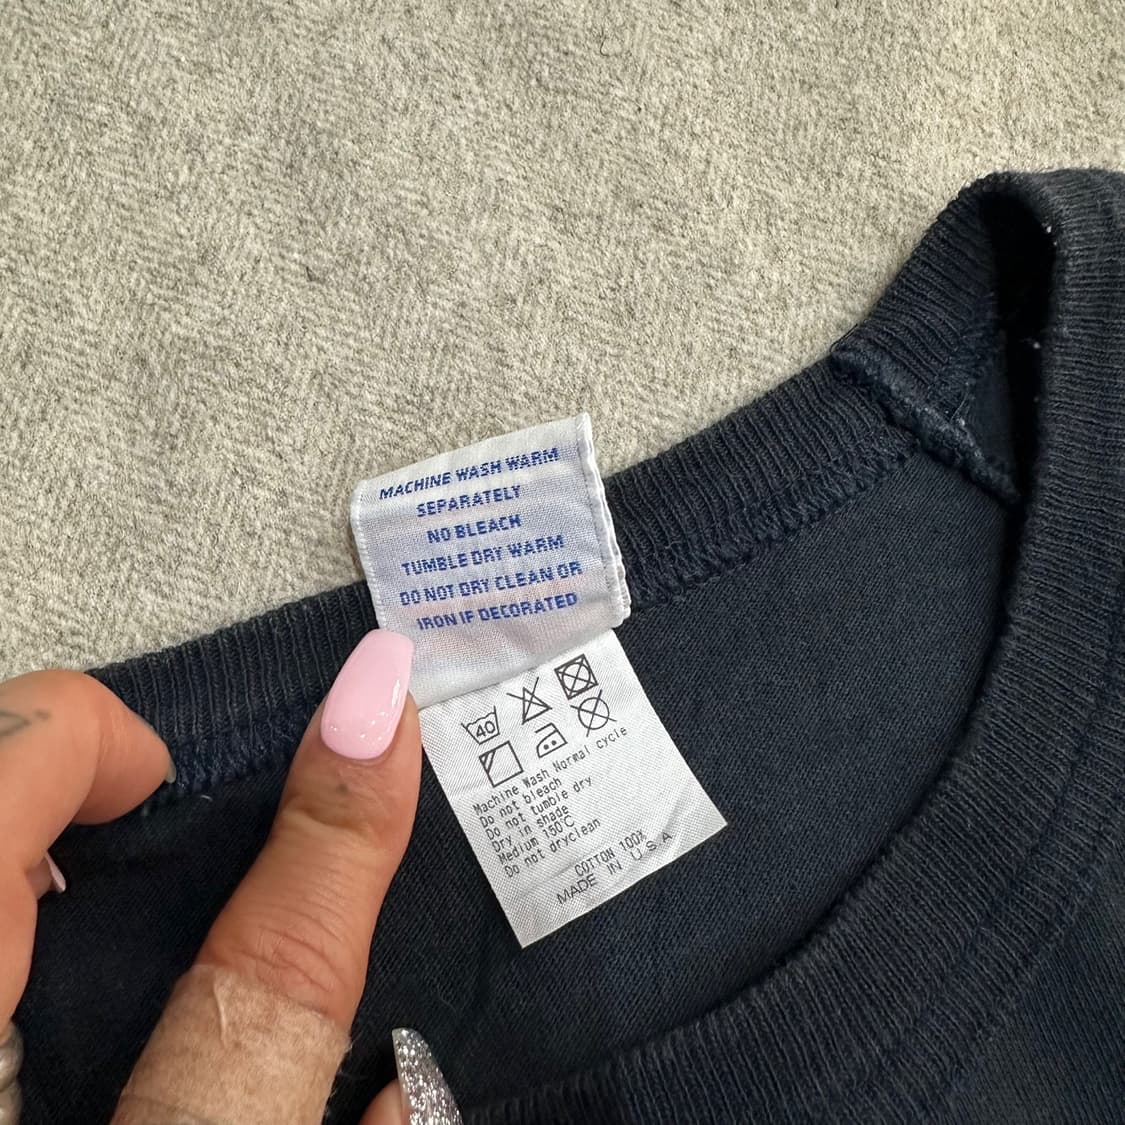 MACHINE WASH WARM
SEPARATELY
NO BLEACH
TUMBLE DRY WARM
DO NOT DRY CLEAN OR
IRON IF DECORATED
40
Machine Wash Normal cycle
Do not bleach
Do not tumble dry
Dry in shade
Medium 150°C
Do not dryclean
COTTON 100%
MADE IN U.S.A